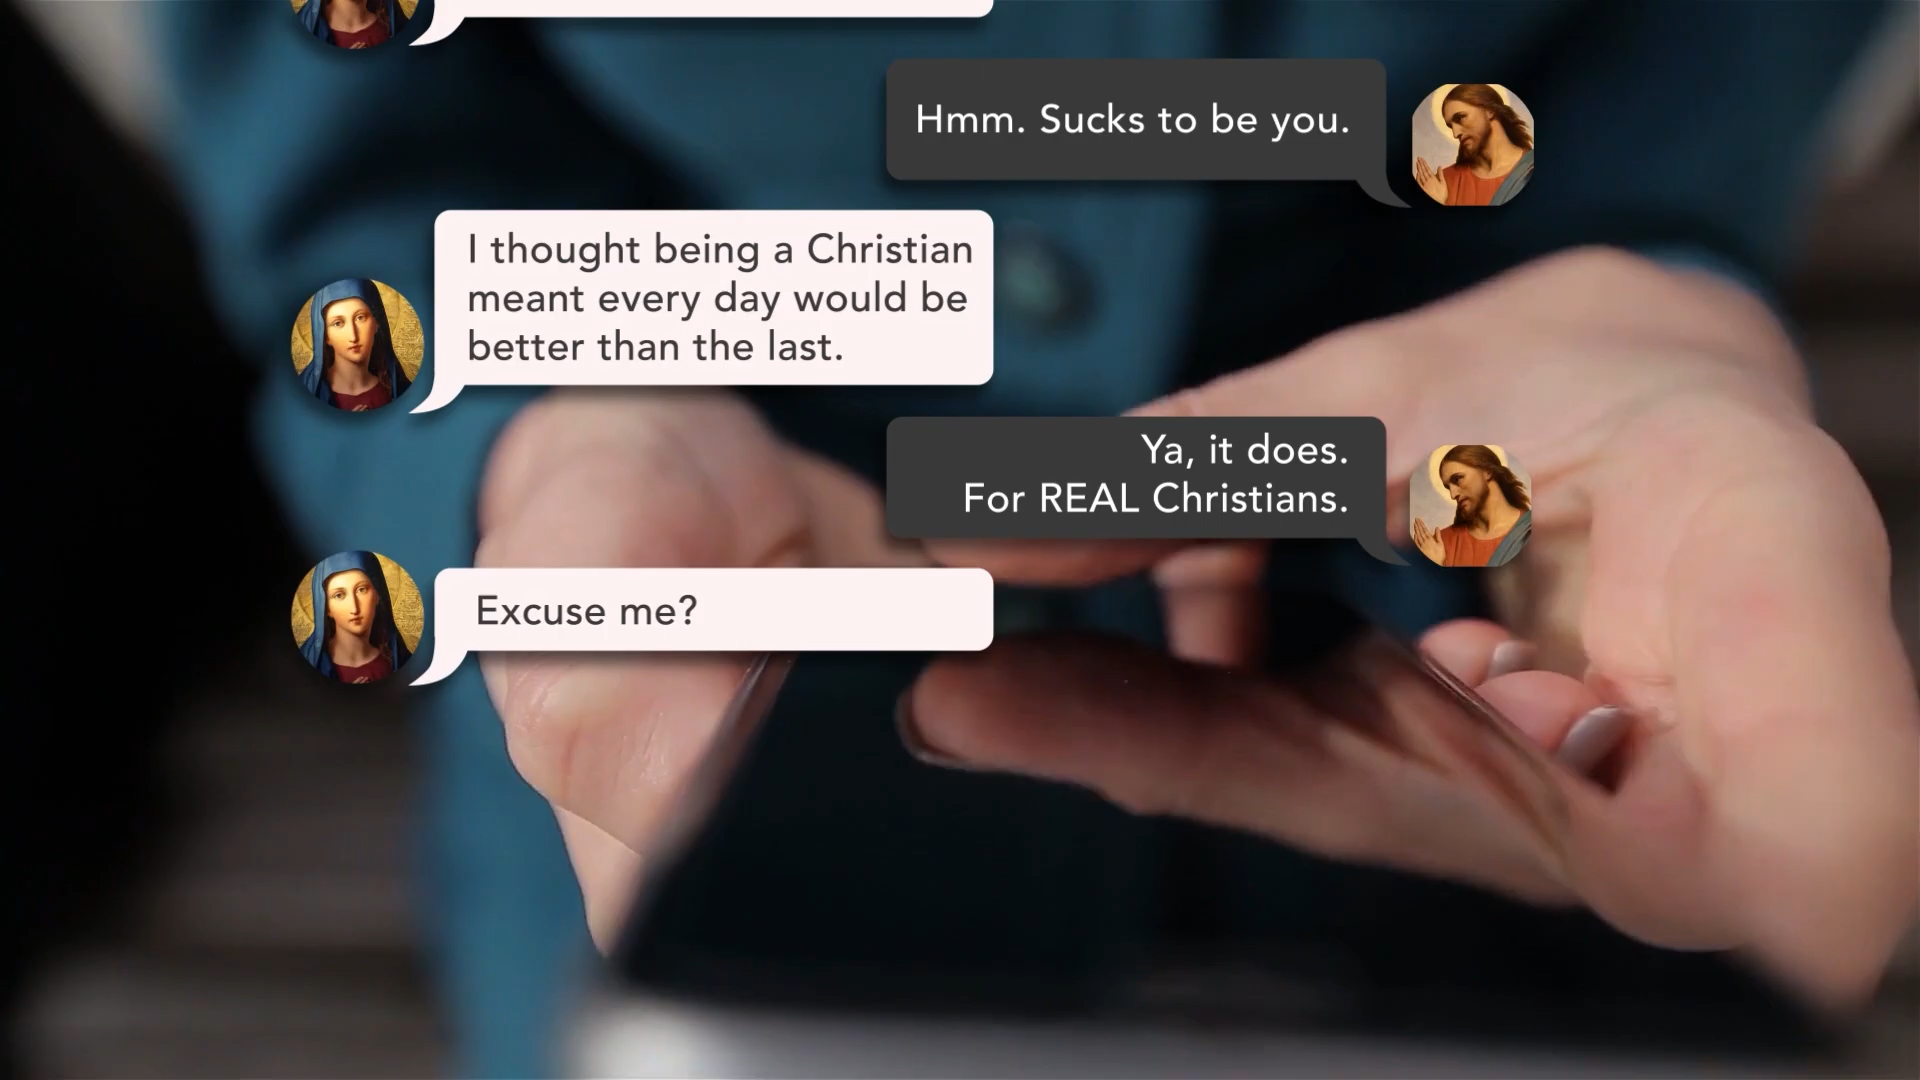 Hmm. Sucks to be you.
I thought being a Christian
meant every day would be
better than the last.
Ya, it does.
For REAL Christians.
Excuse me?